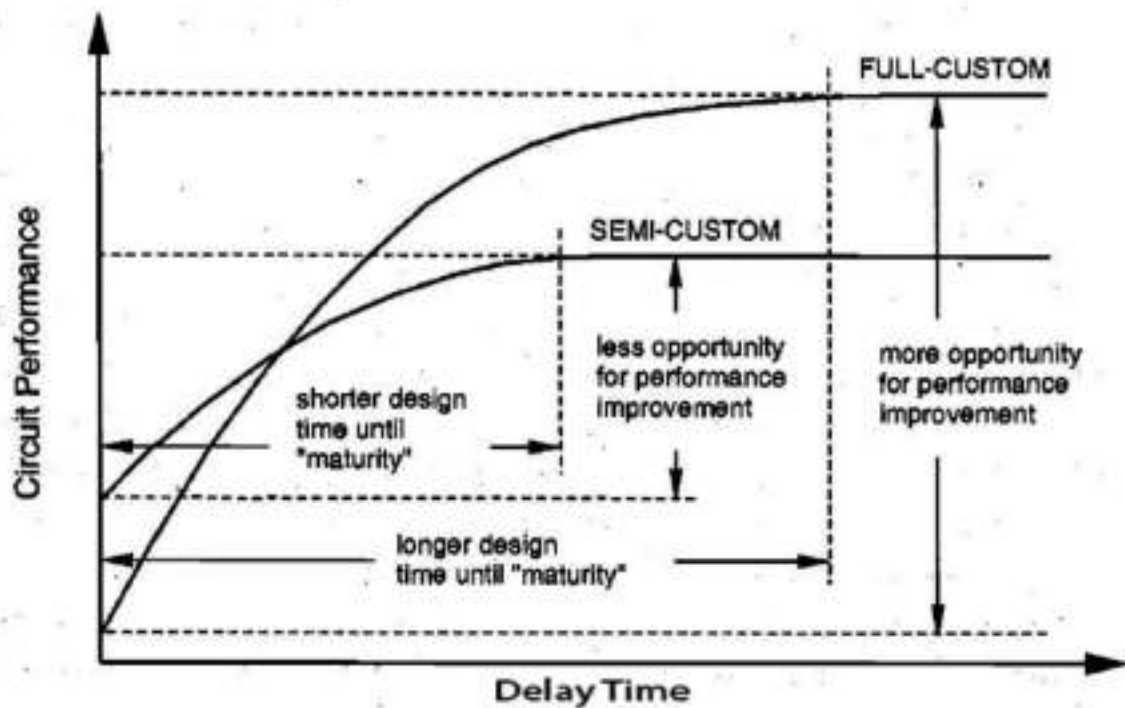 FULL-CUSTOM
SEMI-CUSTOM
Circuit Performance
less opportunity
for performance
improvement
more opportunity
for performance
improvement
shorter design
time until
"maturity"
longer design
time until "maturity"
Delay Time